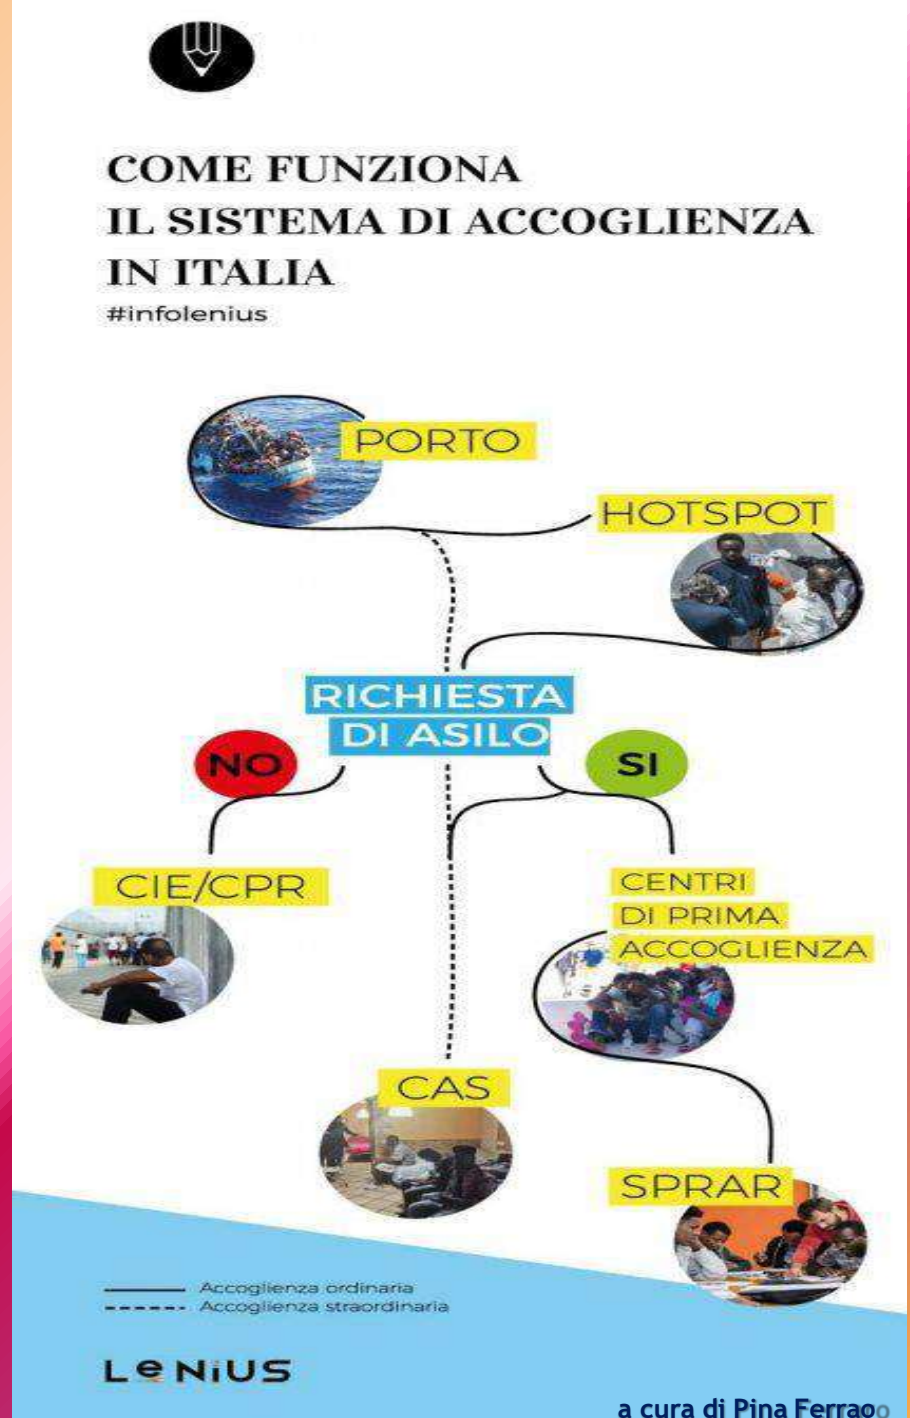 COME FUNZIONA
IL SISTEMA DI ACCOGLIENZA
IN ITALIA
#infolenius
PORTO
HOTSPOT
RICHIESTA
DI ASILO
NO
SI
CIE/CPR
CENTRI
DI PRIMA
ACCOGLIENZA
CAS
SPRAR
Accoglienza ordinaria
Accoglienza straordinaria
LeNiUS
a cura di Pina